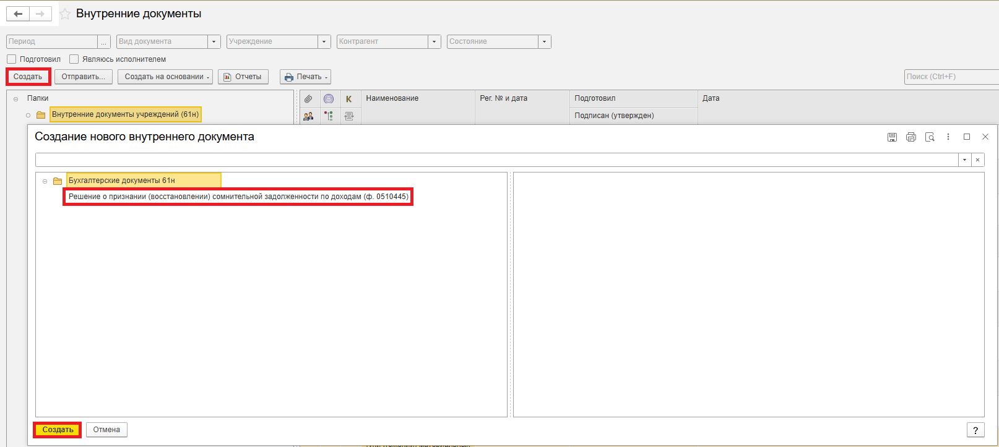 Внутренние документы
Период ... Вид документа Учреждение Контрагент Состояние
Подготовил Являюсь исполнителем
Создать Отправить... Создать на основании Отчеты Печать Поиск (Ctrl+F)
Папки
К Наименование Рег. № и дата Подготовил Дата
Внутренние документы учреждений (61н)
Подписан (утвержден)
Создание нового внутреннего документа
Бухгалтерские документы 61н
Решение о признании (восстановлении) сомнительной задолженности по доходам (ф. 0510445)
Создать Отмена ?